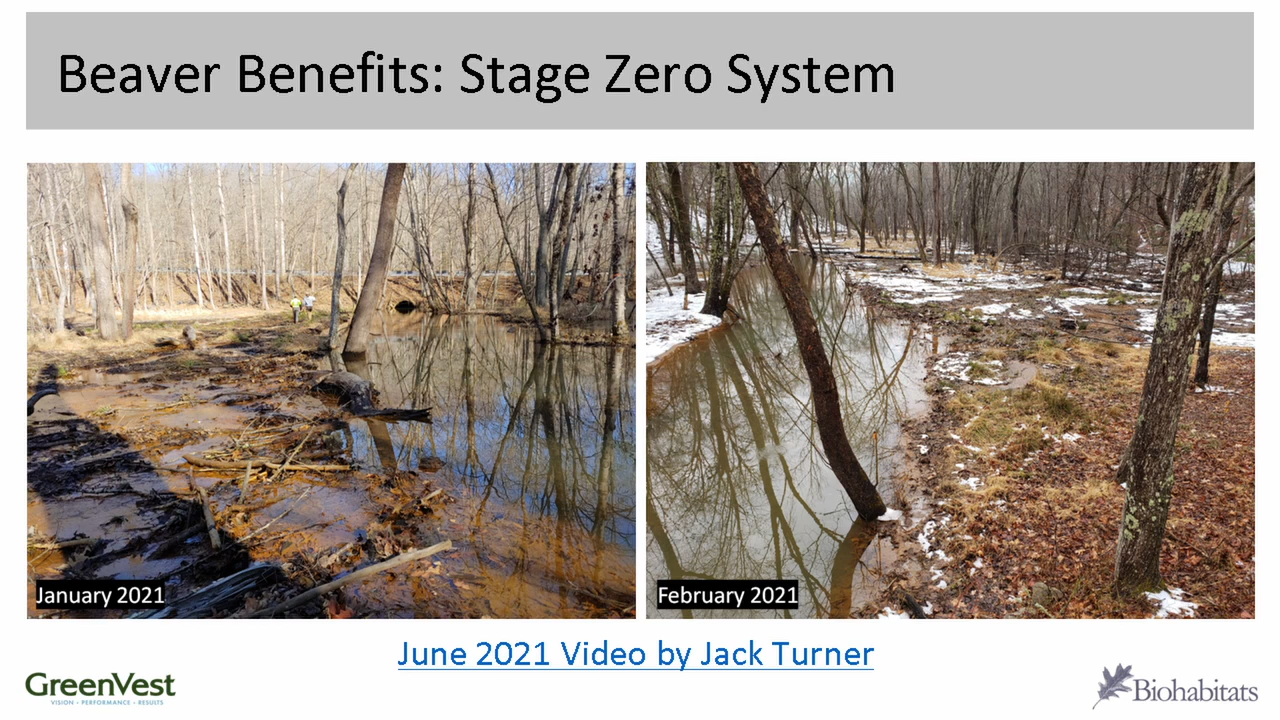 Beaver Benefits: Stage Zero System
January 2021
February 2021
June 2021 Video by Jack Turner
GreenVest
VISION • PERFORMANCE • RESULTS
Biohabitats